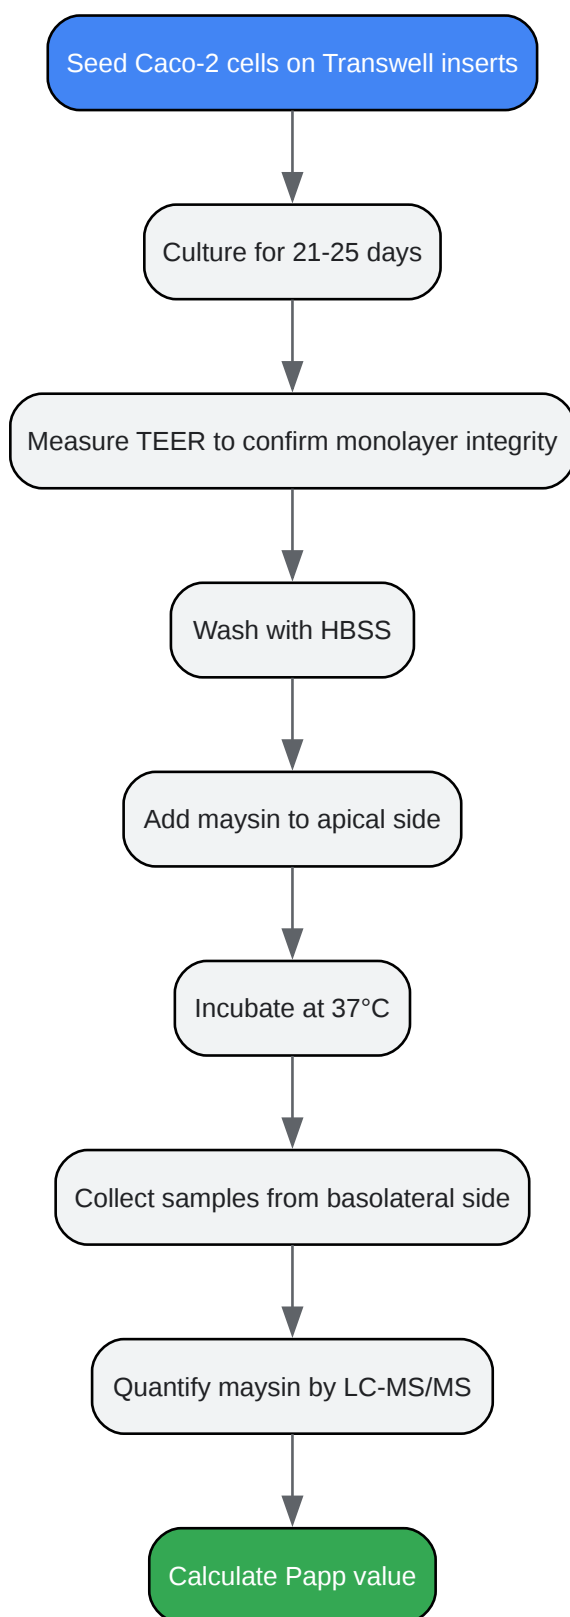 Seed Caco-2 cells on Transwell inserts
Culture for 21-25 days
Measure TEER to confirm monolayer integrity
Wash with HBSS
Add maysin to apical side
Incubate at 37°C
Collect samples from basolateral side
Quantify maysin by LC-MS/MS
Calculate Papp value